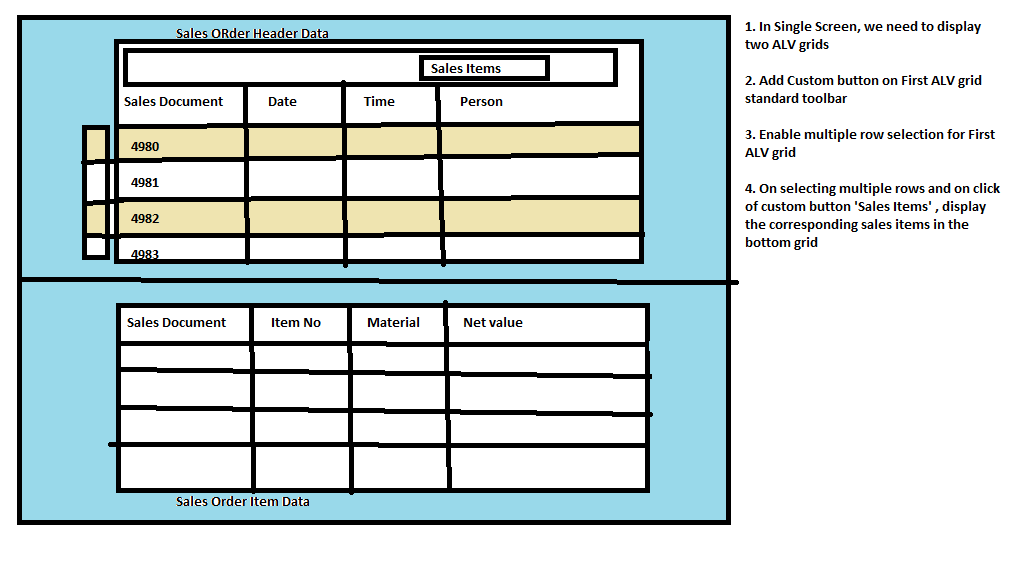 Sales ORder Header Data
Sales Items
Sales Document Date Time Person
4980
4981
4982
4983
Sales Document Item No Material Net value
Sales Order Item Data
1. In Single Screen, we need to display
two ALV grids
2. Add Custom button on First ALV grid
standard toolbar
3. Enable multiple row selection for First
ALV grid
4. On selecting multiple rows and on click
of custom button 'Sales Items' , display
the corresponding sales items in the
bottom grid